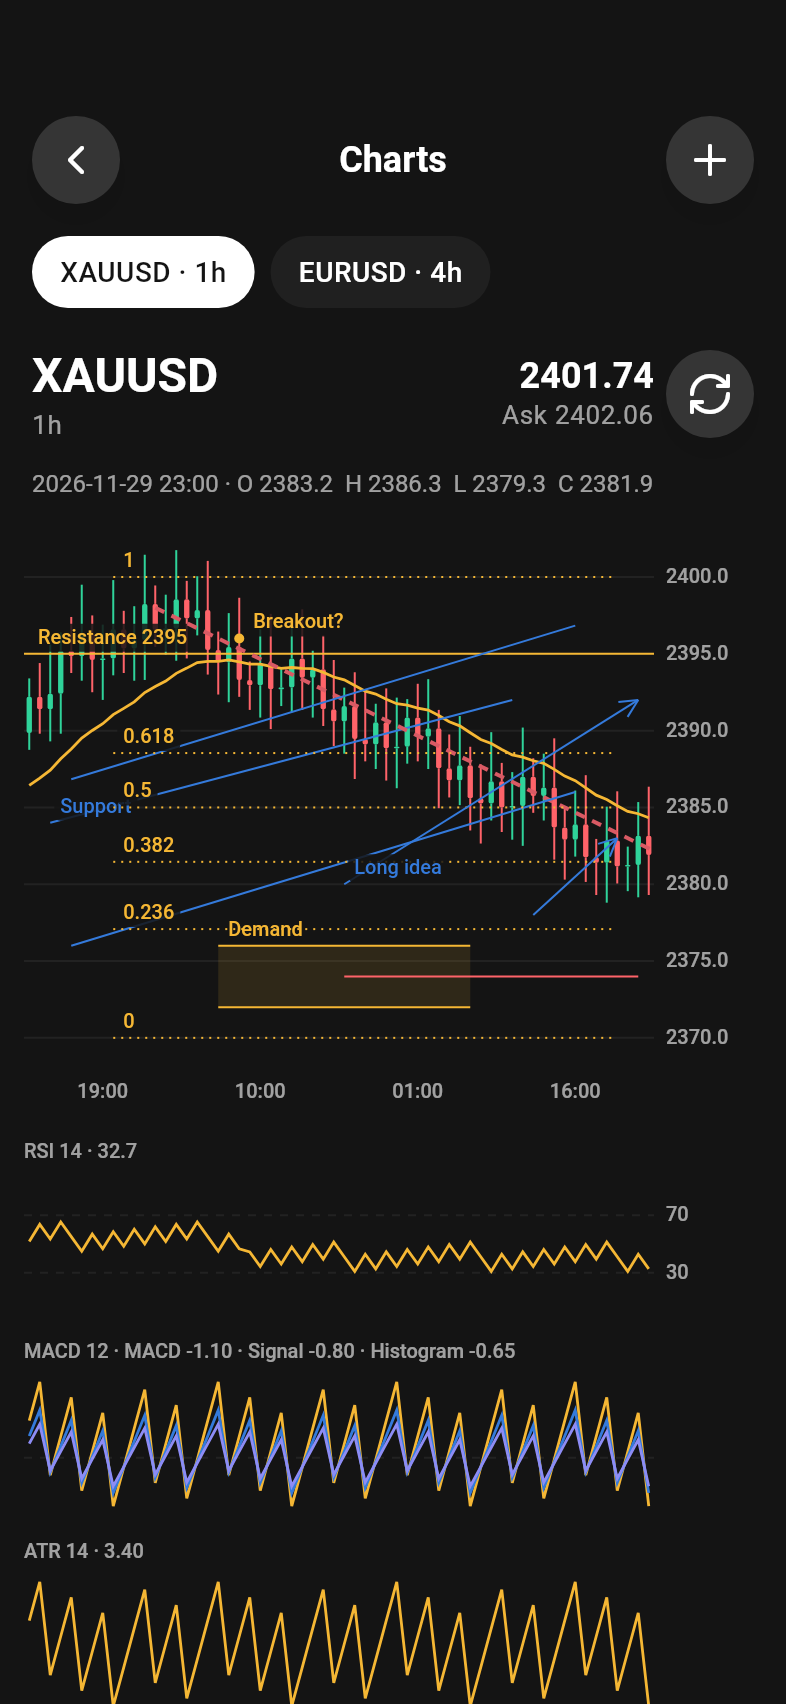 Charts
XAUUSD · 1h
EURUSD · 4h
XAUUSD
2401.74
1h
Ask 2402.06
2026-11-29 23:00 · O 2383.2 H 2386.3 L 2379.3 C 2381.9
1
2400.0
Breakout?
Resistance 2395
2395.0
0.618
2390.0
0.5
Support
2385.0
0.382
Long idea
2380.0
0.236
Demand
2375.0
0
2370.0
19:00 10:00 01:00 16:00
RSI 14 · 32.7
70
30
MACD 12 · MACD -1.10 · Signal -0.80 · Histogram -0.65
ATR 14 · 3.40